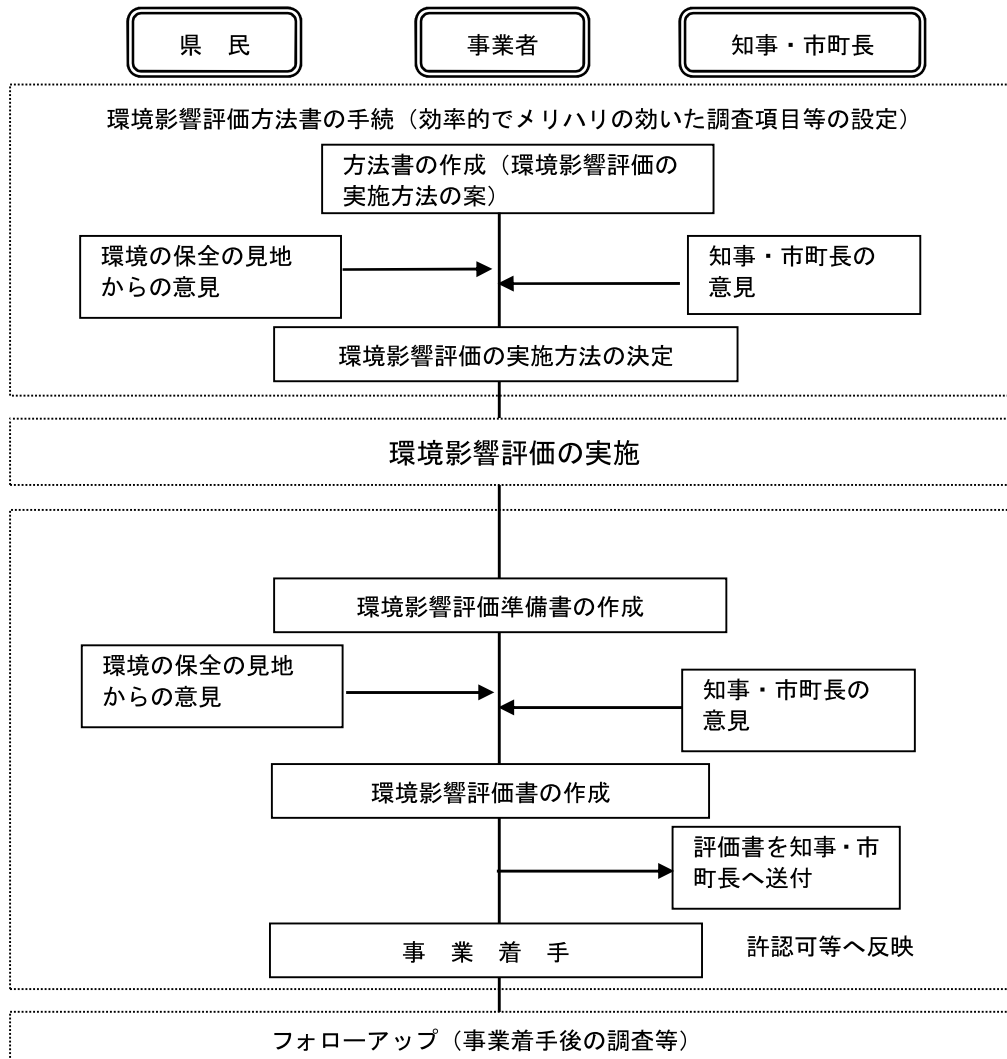 県　民
事業者
知事・市町長
環境影響評価方法書の手続（効率的でメリハリの効いた調査項目等の設定）
方法書の作成（環境影響評価の
実施方法の案）
環境の保全の見地
からの意見
知事・市町長の
意見
環境影響評価の実施方法の決定
環境影響評価の実施
環境影響評価準備書の作成
環境の保全の見地
からの意見
知事・市町長の
意見
環境影響評価書の作成
評価書を知事・市
町長へ送付
事　業　着　手
許認可等へ反映
フォローアップ（事業着手後の調査等）